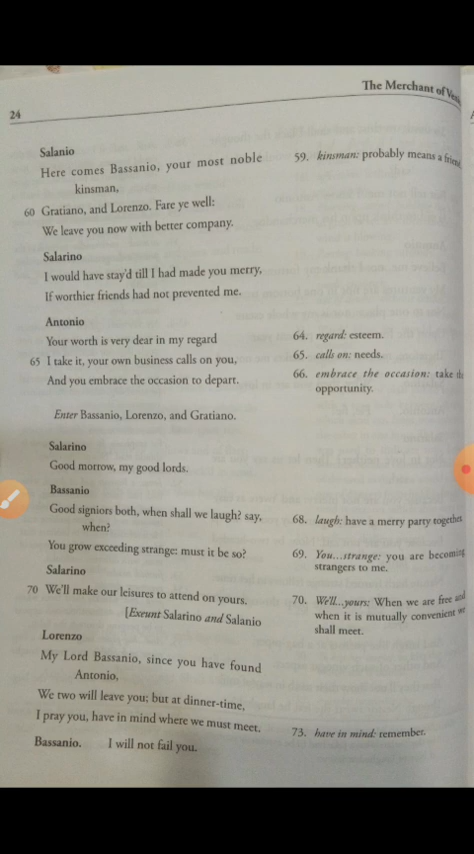 24
The Merchant of
Salanio
Here comes Bassanio, your most noble
kinsman,
60 Gratiano, and Lorenzo. Fare ye well:
We leave you now with better company.
Salarino
I would have stay'd till I had made you merry,
If worthier friends had not prevented me.
Antonio
Your worth is very dear in my regard
65 I take it, your own business calls on you,
And you embrace the occasion to depart.
Enter Bassanio, Lorenzo, and Gratiano.
Salarino
Good morrow, my good lords.
Bassanio
Good signiors both, when shall we laugh? say,
when?
You grow exceeding strange: must it be so?
Salarino
70 We'll make our leisures to attend on yours.
[Exeunt Salarino and Salanio
Lorenzo
My Lord Bassanio, since you have found
Antonio,
We two will leave you; but at dinner-time,
I pray you, have in mind where we must meet.
Bassanio. I will not fail you.
59. kinsman: probably means a
64. regard: esteem.
65. calls on: needs.
66. embrace the occasion: take
opportunity.
68. laugh: have a merry party together
69. You...strange: you are becoming
strangers to me.
70. We'll...yours: When we are free and
when it is mutually convenient we
shall meet.
73. have in mind: remember.